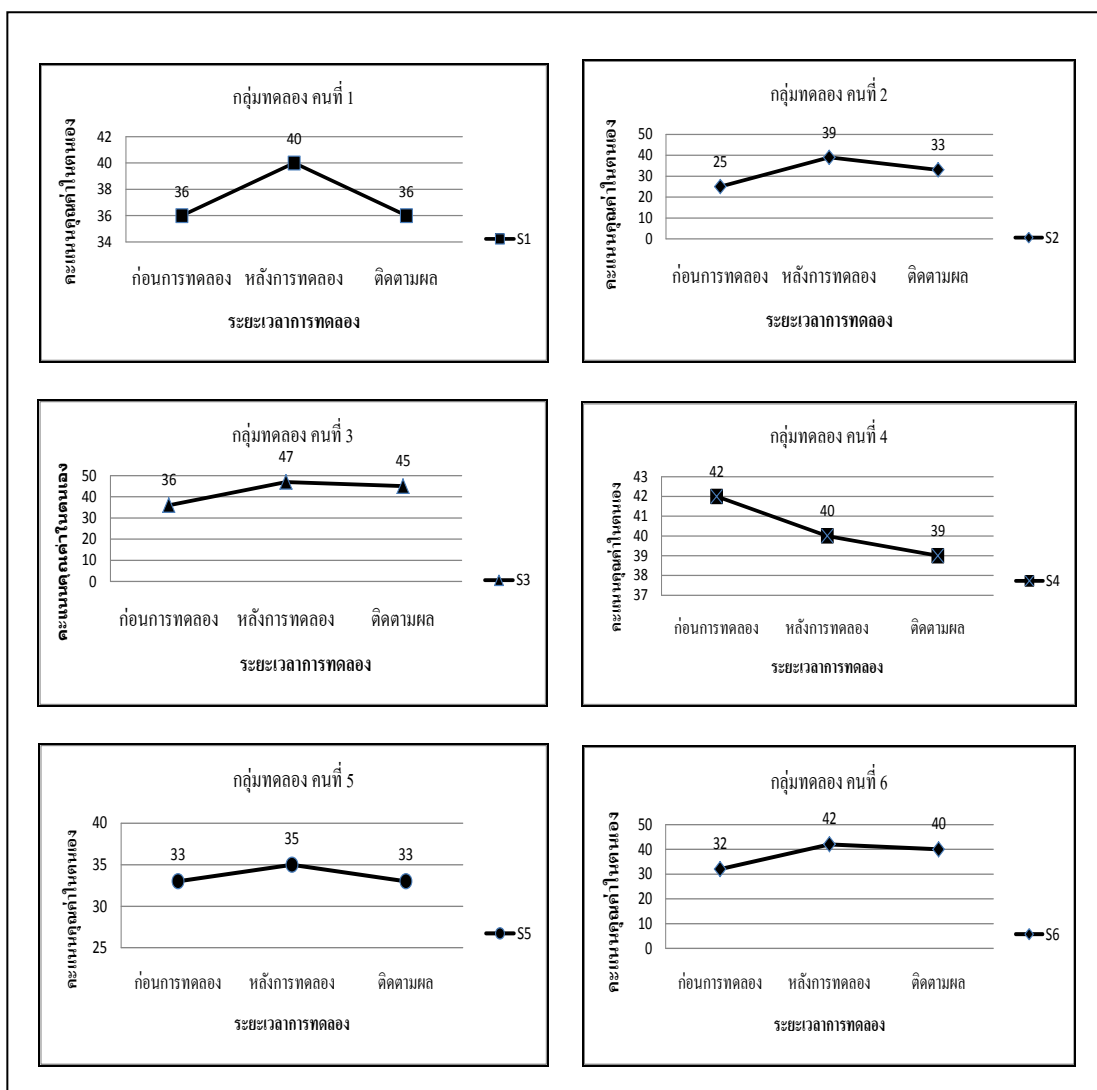 กลุ่มทดลอง คนที่ 1
คะแนนคุณค่าในตนเอง
42
40
38
36
34
36
40
36
S1
ก่อนการทดลอง หลังการทดลอง ติดตามผล
ระยะเวลาการทดลอง
กลุ่มทดลอง คนที่ 2
คะแนนคุณค่าในตนเอง
50
40
30
20
10
0
25
39
33
S2
ก่อนการทดลอง หลังการทดลอง ติดตามผล
ระยะเวลาการทดลอง
กลุ่มทดลอง คนที่ 3
คะแนนคุณค่าในตนเอง
50
40
30
20
10
0
36
47
45
S3
ก่อนการทดลอง หลังการทดลอง ติดตามผล
ระยะเวลาการทดลอง
กลุ่มทดลอง คนที่ 4
คะแนนคุณค่าในตนเอง
43
42
41
40
39
38
37
42
40
39
S4
ก่อนการทดลอง หลังการทดลอง ติดตามผล
ระยะเวลาการทดลอง
กลุ่มทดลอง คนที่ 5
คะแนนคุณค่าในตนเอง
40
35
30
25
33
35
33
S5
ก่อนการทดลอง หลังการทดลอง ติดตามผล
ระยะเวลาการทดลอง
กลุ่มทดลอง คนที่ 6
คะแนนคุณค่าในตนเอง
50
40
30
20
10
0
32
42
40
S6
ก่อนการทดลอง หลังการทดลอง ติดตามผล
ระยะเวลาการทดลอง